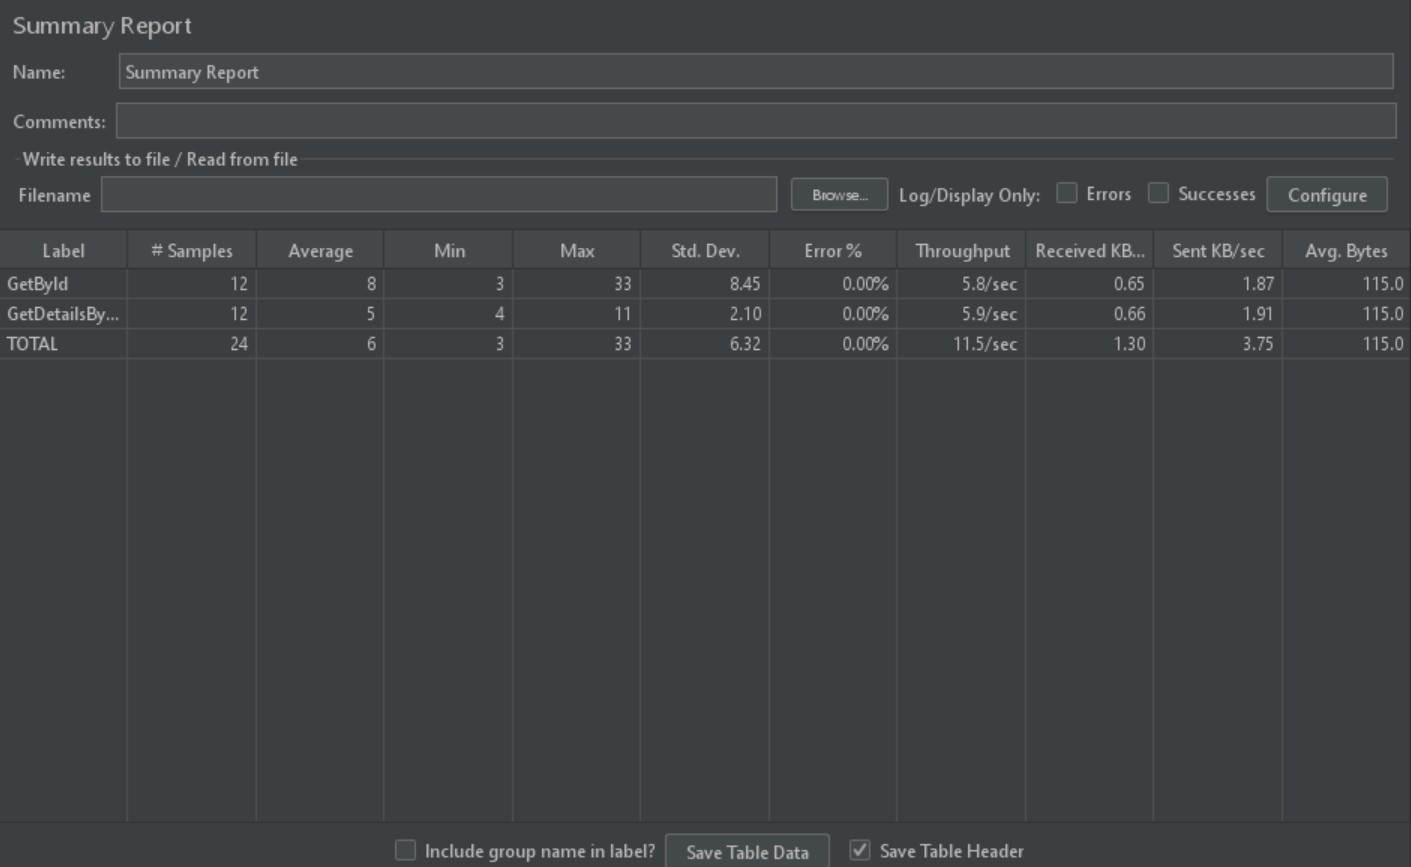 Summary Report
Name: Summary Report
Comments:
Write results to file / Read from file
Filename Browse... Log/Display Only: Errors Successes Configure
Label # Samples Average Min Max Std. Dev. Error % Throughput Received KB... Sent KB/sec Avg. Bytes
GetById 12 8 3 33 8.45 0.00% 5.8/sec 0.65 1.87 115.0
GetDetailsBy... 12 5 4 11 2.10 0.00% 5.9/sec 0.66 1.91 115.0
TOTAL 24 6 3 33 6.32 0.00% 11.5/sec 1.30 3.75 115.0
Include group name in label? Save Table Data Save Table Header